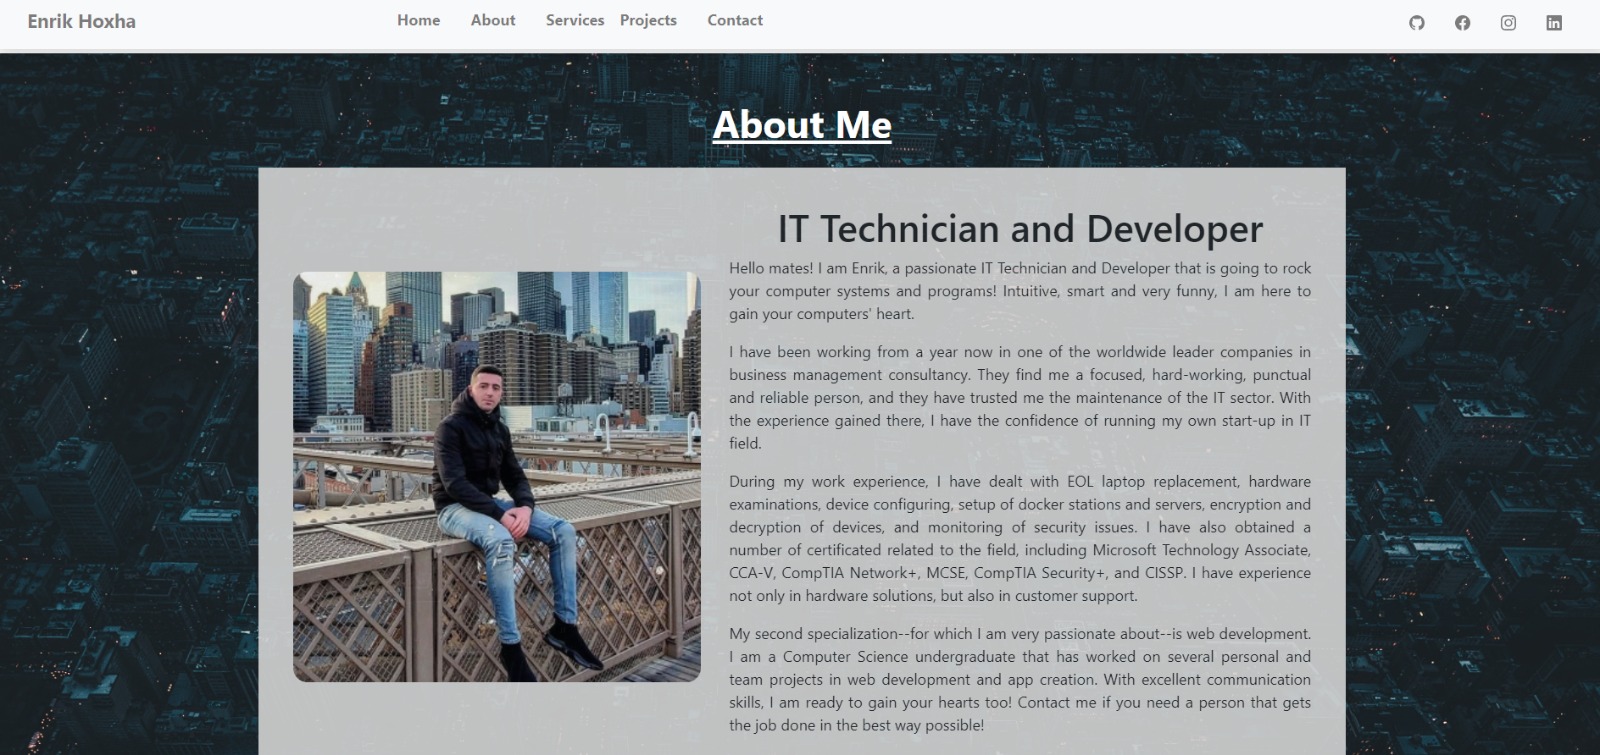 Enrik Hoxha
Home About Services Projects Contact
About Me
IT Technician and Developer
Hello mates! I am Enrik, a passionate IT Technician and Developer that is going to rock
your computer systems and programs! Intuitive, smart and very funny, I am here to
gain your computers' heart.
I have been working from a year now in one of the worldwide leader companies in
business management consultancy. They find me a focused, hard-working, punctual
and reliable person, and they have trusted me the maintenance of the IT sector. With
the experience gained there, I have the confidence of running my own start-up in IT
field.
During my work experience, I have dealt with EOL laptop replacement, hardware
examinations, device configuring, setup of docker stations and servers, encryption and
decryption of devices, and monitoring of security issues. I have also obtained a
number of certificated related to the field, including Microsoft Technology Associate,
CCA-V, CompTIA Network+, MCSE, CompTIA Security+, and CISSP. I have experience
not only in hardware solutions, but also in customer support.
My second specialization--for which I am very passionate about--is web development.
I am a Computer Science undergraduate that has worked on several personal and
team projects in web development and app creation. With excellent communication
skills, I am ready to gain your hearts too! Contact me if you need a person that gets
the job done in the best way possible!